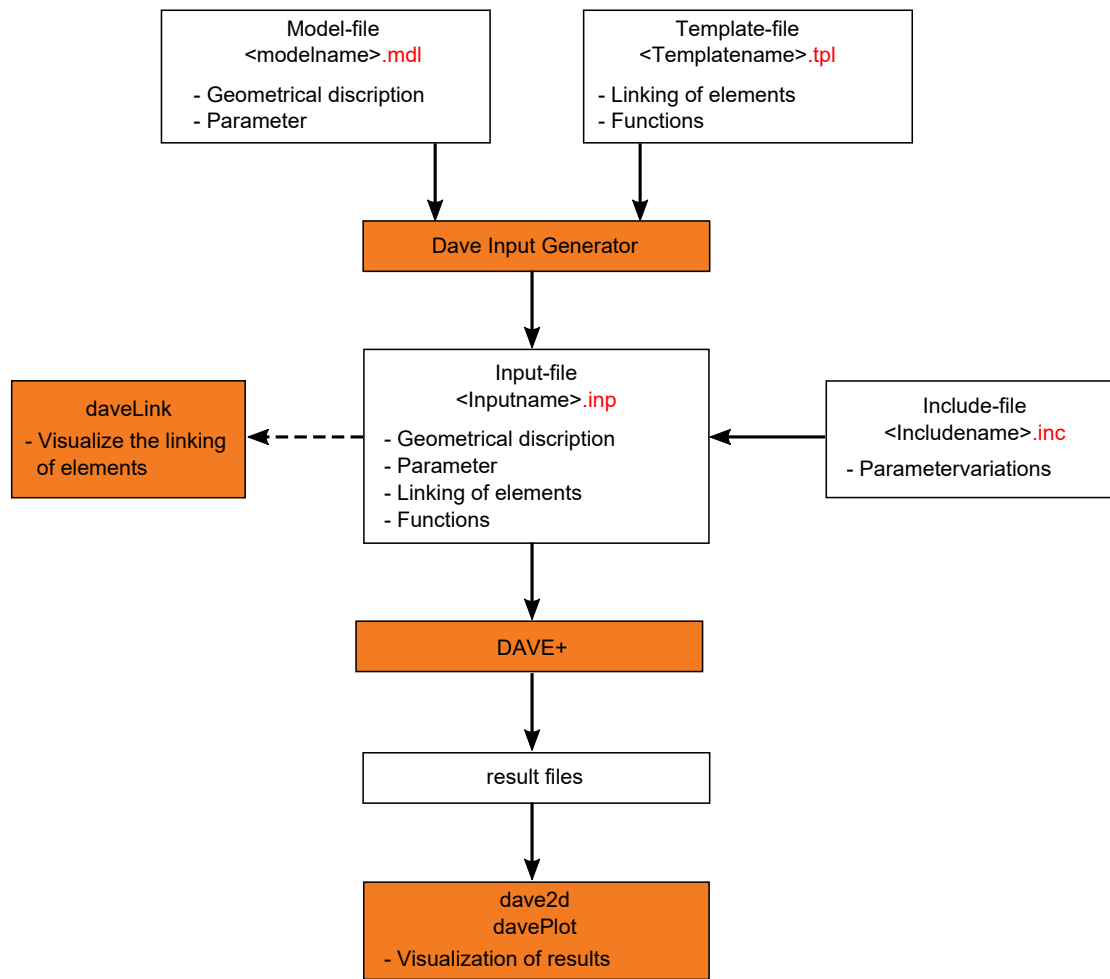 Model-file
<modelname>.mdl
- Geometrical discription
- Parameter
Template-file
<Templatename>.tpl
- Linking of elements
- Functions
Dave Input Generator
daveLink
- Visualize the linking
of elements
Input-file
<Inputname>.inp
- Geometrical discription
- Parameter
- Linking of elements
- Functions
Include-file
<Includename>.inc
- Parametervariations
DAVE+
result files
dave2d
davePlot
- Visualization of results